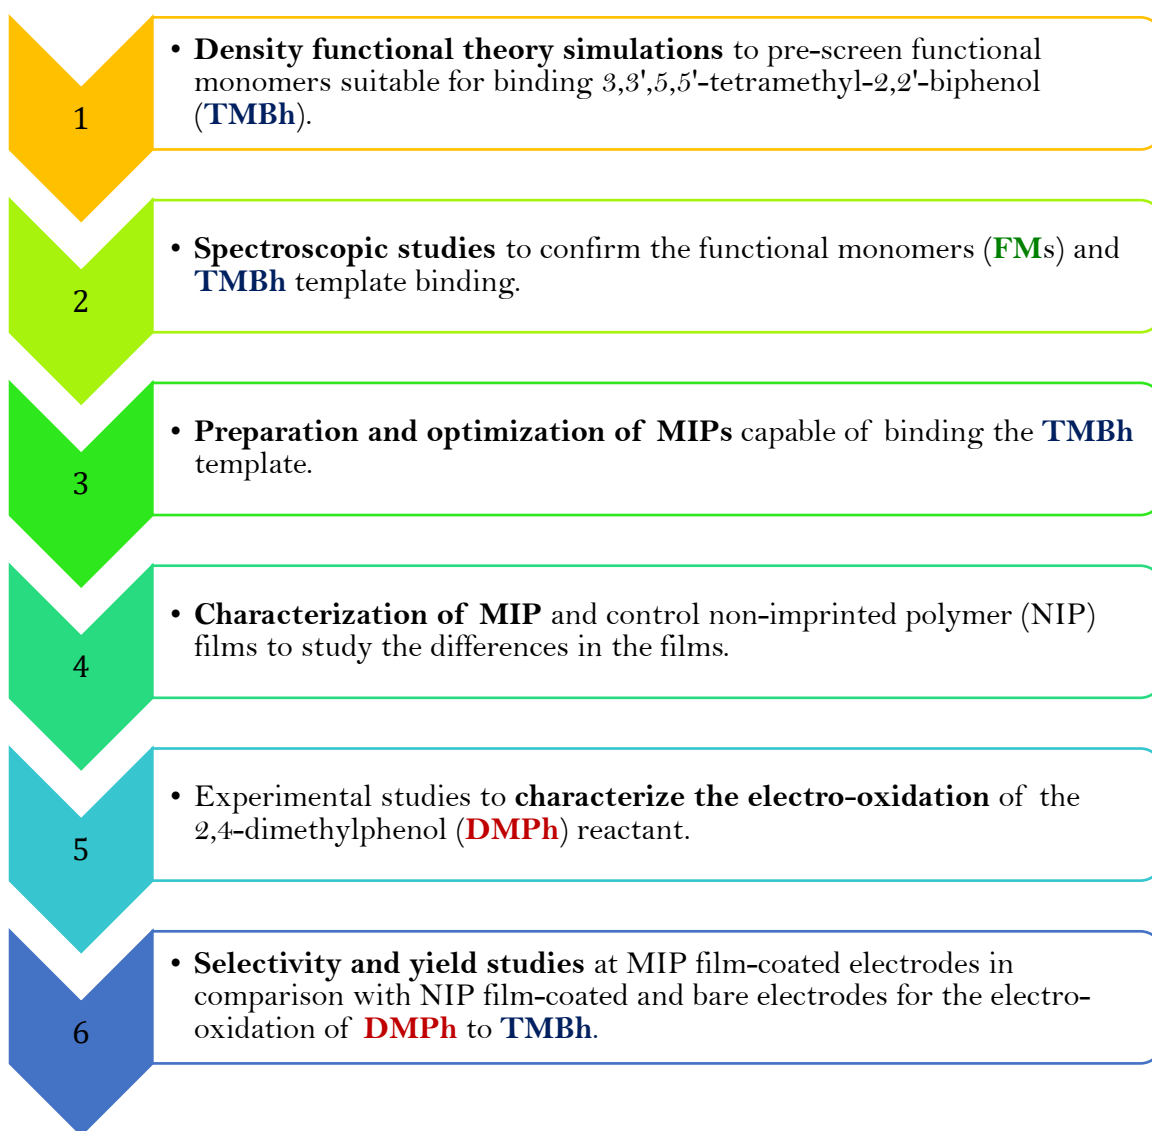 1
• Density functional theory simulations to pre-screen functional
monomers suitable for binding 3,3',5,5'-tetramethyl-2,2'-biphenol
(TMBh).
2
• Spectroscopic studies to confirm the functional monomers (FMs) and
TMBh template binding.
3
• Preparation and optimization of MIPs capable of binding the TMBh
template.
4
• Characterization of MIP and control non-imprinted polymer (NIP)
films to study the differences in the films.
5
• Experimental studies to characterize the electro-oxidation of the
2,4-dimethylphenol (DMPh) reactant.
6
• Selectivity and yield studies at MIP film-coated electrodes in
comparison with NIP film-coated and bare electrodes for the electro-
oxidation of DMPh to TMBh.